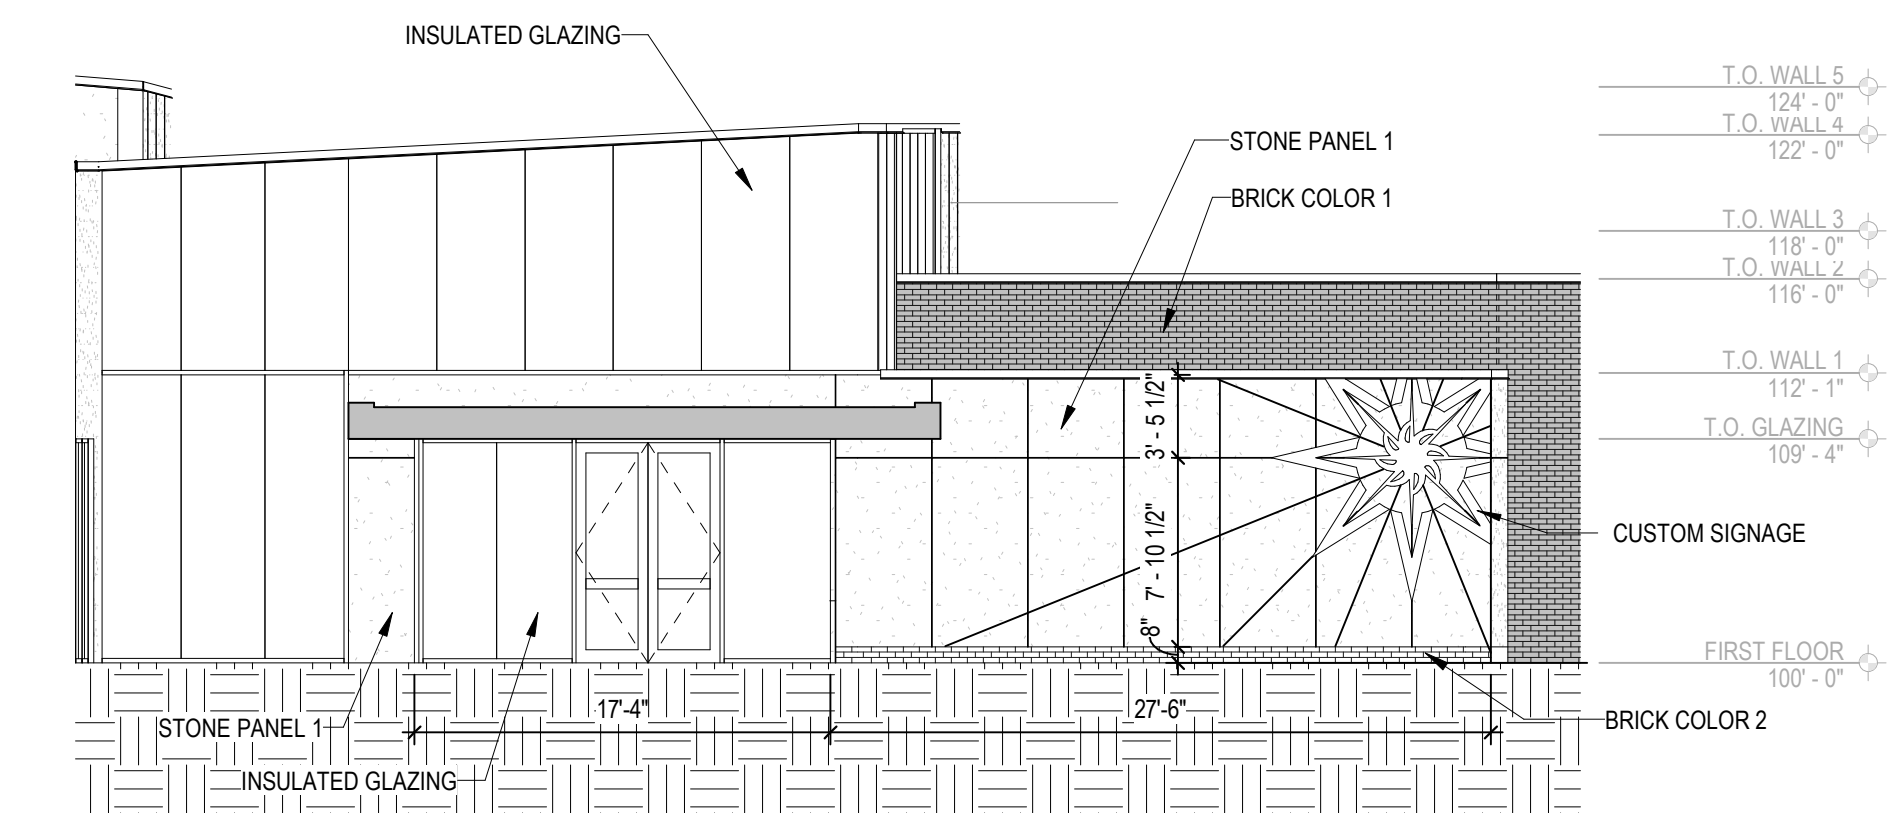 INSULATED GLAZING
T.O. WALL 5
124' - 0"
T.O. WALL 4
122' - 0"
STONE PANEL 1
BRICK COLOR 1
T.O. WALL 3
118' - 0"
T.O. WALL 2
116' - 0"
T.O. WALL 1
112' - 1"
3' - 5 1/2"
T.O. GLAZING
109' - 4"
7' - 10 1/2"
CUSTOM SIGNAGE
8"
FIRST FLOOR
100' - 0"
17'-4"
27'-6"
STONE PANEL 1
BRICK COLOR 2
INSULATED GLAZING